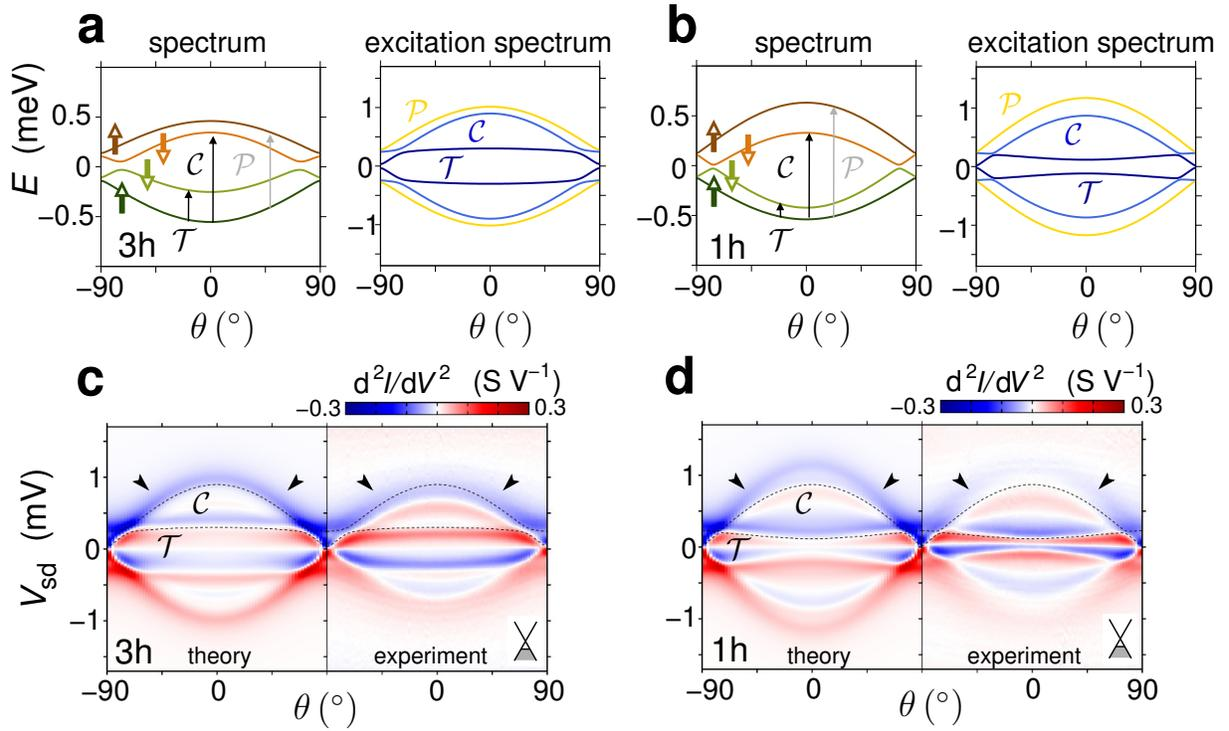 a
spectrum
excitation spectrum
E (meV)
0.5
0
−0.5
C
P
T
3h
−90
0
90
θ (°)
1
0
−1
P
C
T
−90
0
90
θ (°)
b
spectrum
excitation spectrum
0.5
0
−0.5
C
P
T
1h
−90
0
90
θ (°)
1
0
−1
P
C
T
−90
0
90
θ (°)
c
d²I/dV² (S V⁻¹)
−0.3
0.3
V_sd (mV)
1
0
−1
C
T
3h
theory
experiment
−90
0
90
θ (°)
d
d²I/dV² (S V⁻¹)
−0.3
0.3
1
0
−1
C
T
1h
theory
experiment
−90
0
90
θ (°)